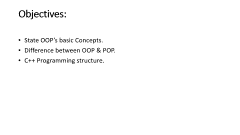 Objectives:
• State OOP's basic Concepts.
• Difference between OOP & POP.
• C++ Programming structure.